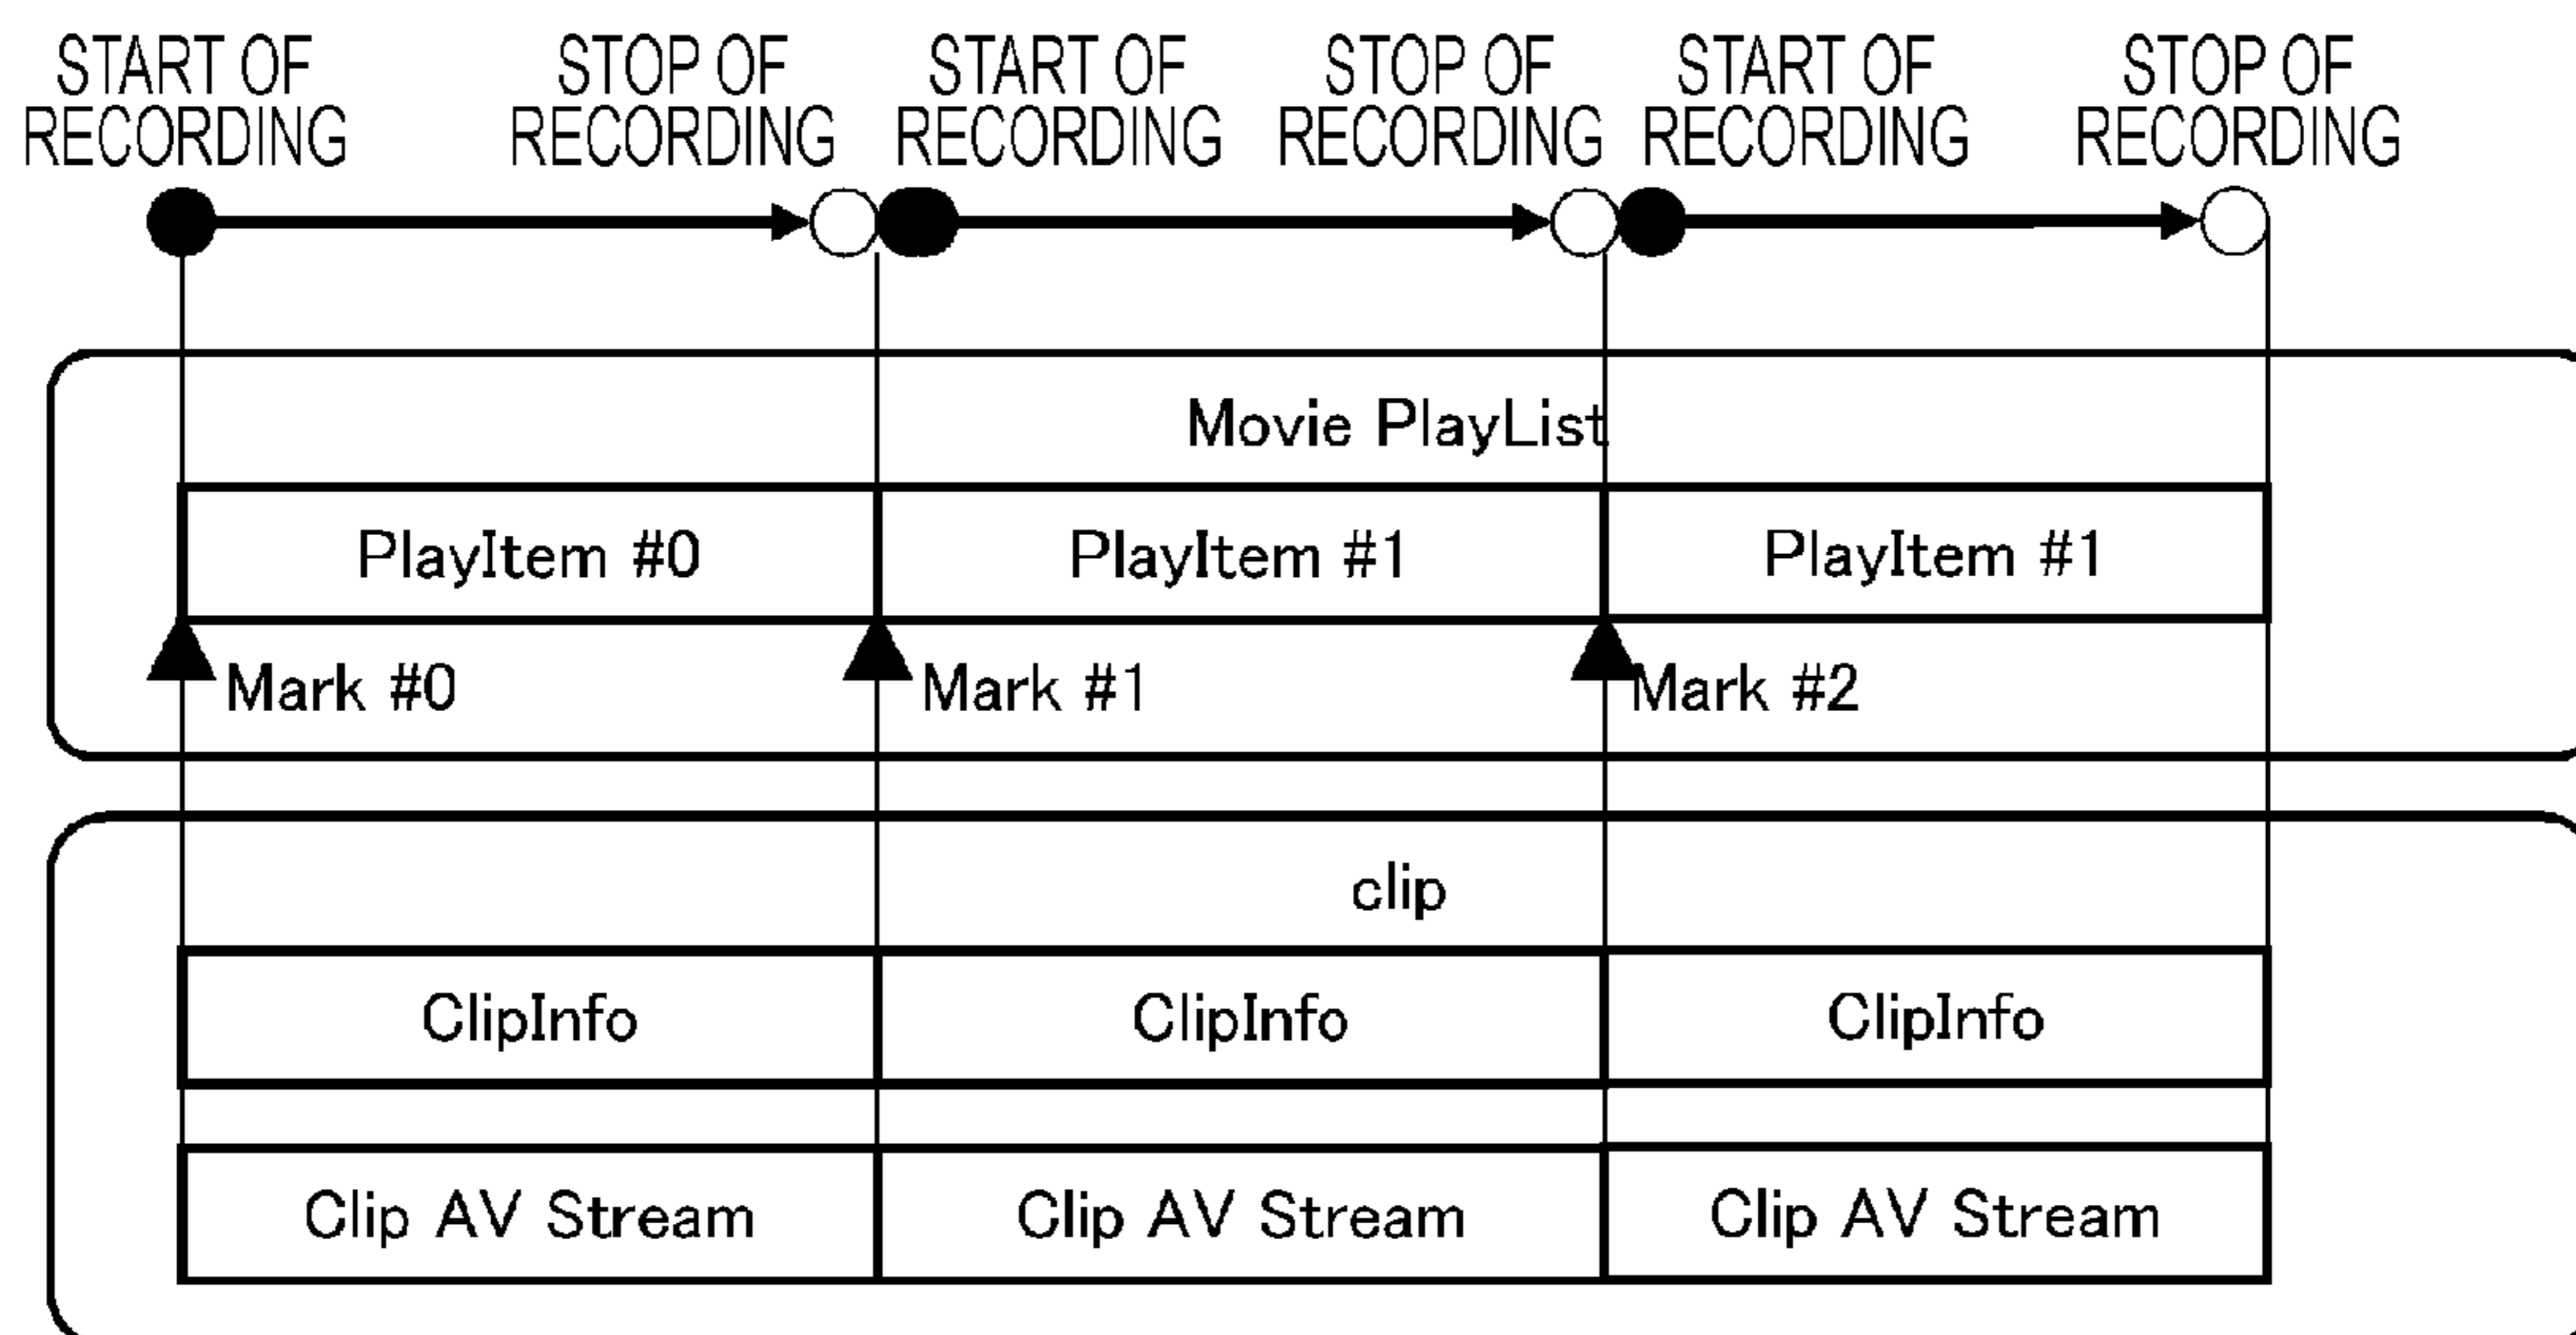 START OF RECORDING
STOP OF RECORDING
START OF RECORDING
STOP OF RECORDING
START OF RECORDING
STOP OF RECORDING
Movie PlayList
PlayItem #0
PlayItem #1
PlayItem #1
Mark #0
Mark #1
Mark #2
clip
ClipInfo
ClipInfo
ClipInfo
Clip AV Stream
Clip AV Stream
Clip AV Stream